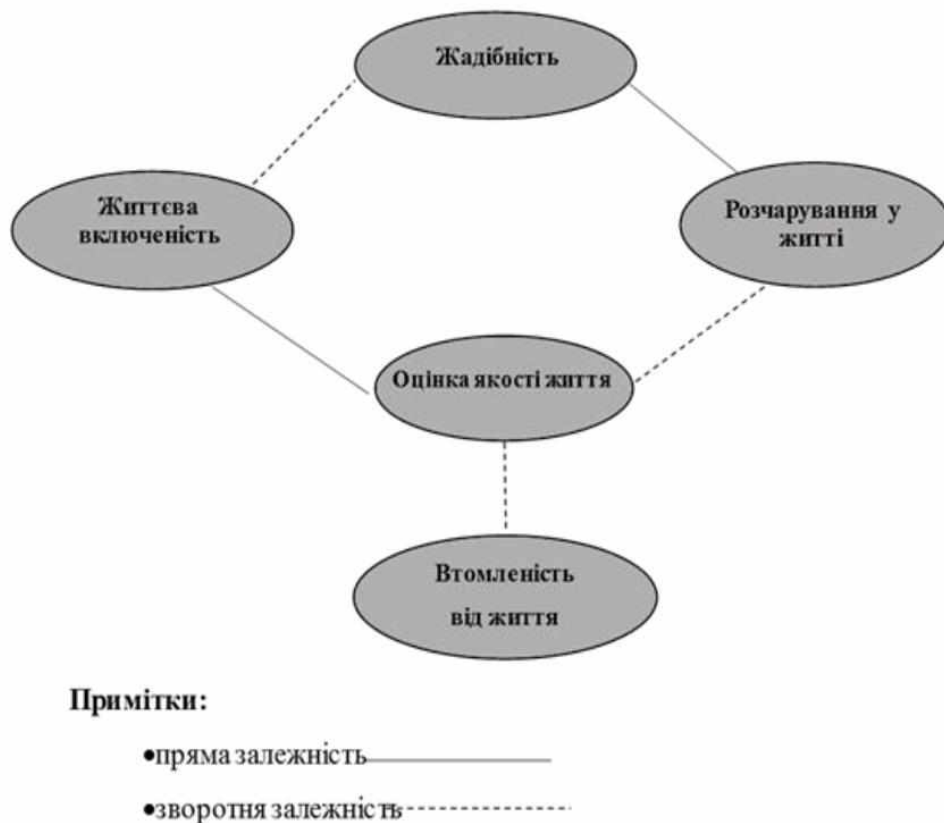 Жадібність
Життєва
включеність
Розчарування у
житті
Оцінка якості життя
Втомленість
від життя
Примітки:
•пряма залежність
•зворотня залежність